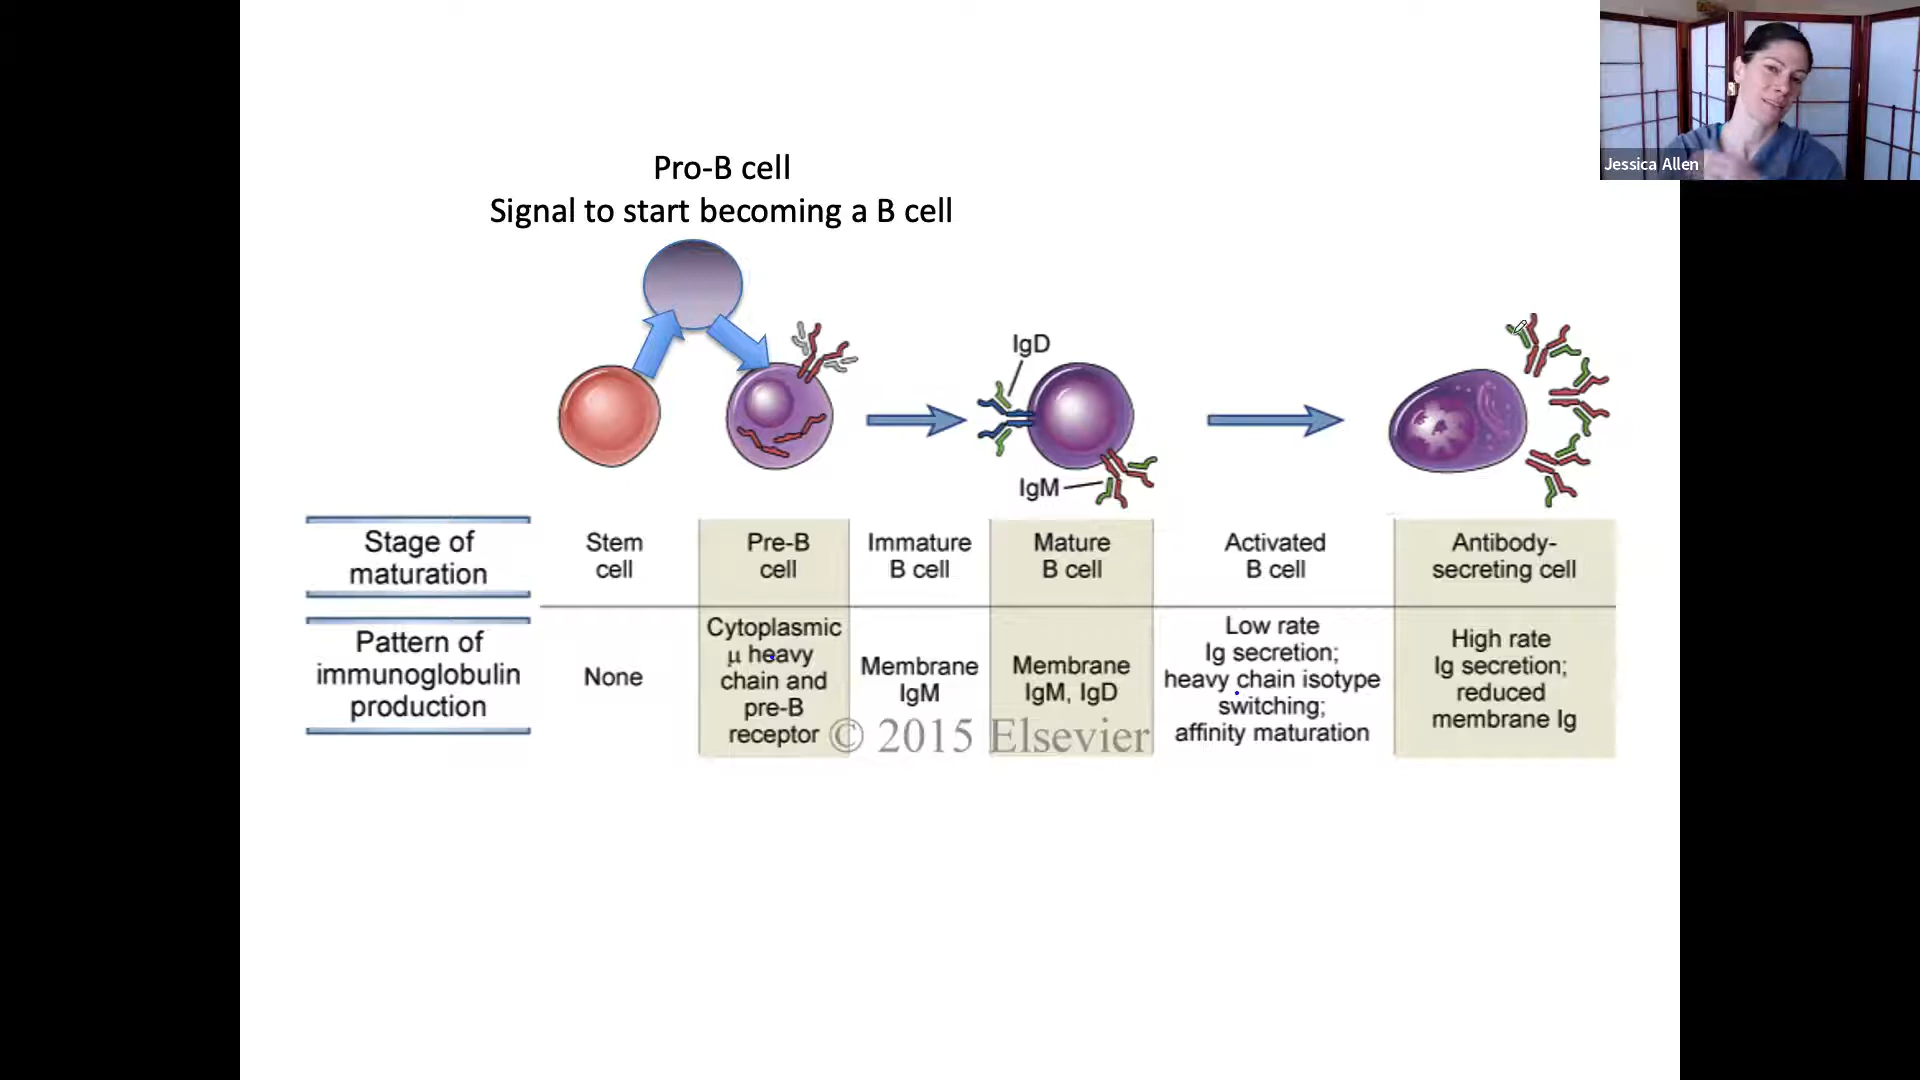 Jessica Allen
Pro-B cell
Signal to start becoming a B cell
IgD
IgM
Stage of
maturation
Stem
cell
Pre-B
cell
Immature
B cell
Mature
B cell
Activated
B cell
Antibody-
secreting cell
Pattern of
immunoglobulin
production
None
Cytoplasmic
μ heavy
chain and
pre-B
receptor
Membrane
IgM
Membrane
IgM, IgD
Low rate
Ig secretion;
heavy chain isotype
switching;
affinity maturation
High rate
Ig secretion;
reduced
membrane Ig
© 2015 Elsevier